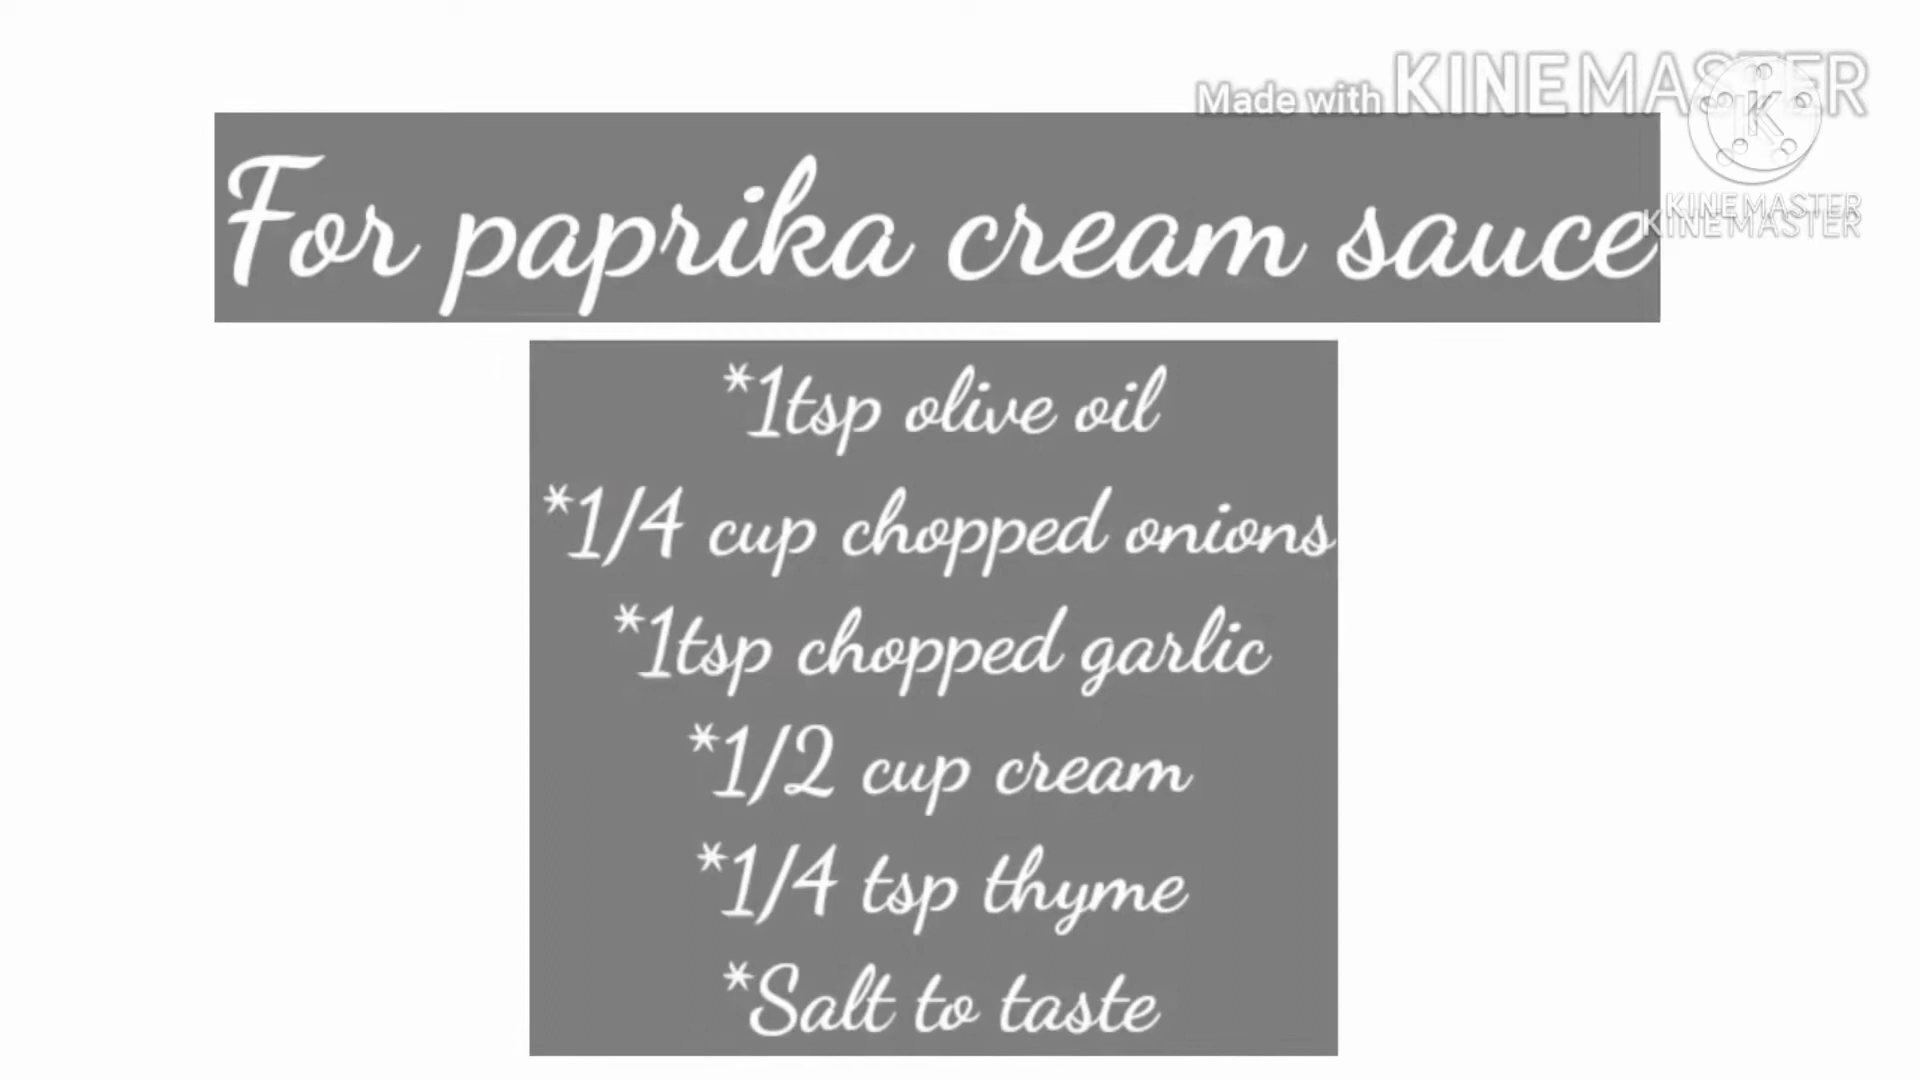 Made with KINEMASTER
K
KINEMASTER
KINEMASTER
For paprika cream sauce
*1tsp olive oil
*1/4 cup chopped onions
*1tsp chopped garlic
*1/2 cup cream
*1/4 tsp thyme
*Salt to taste